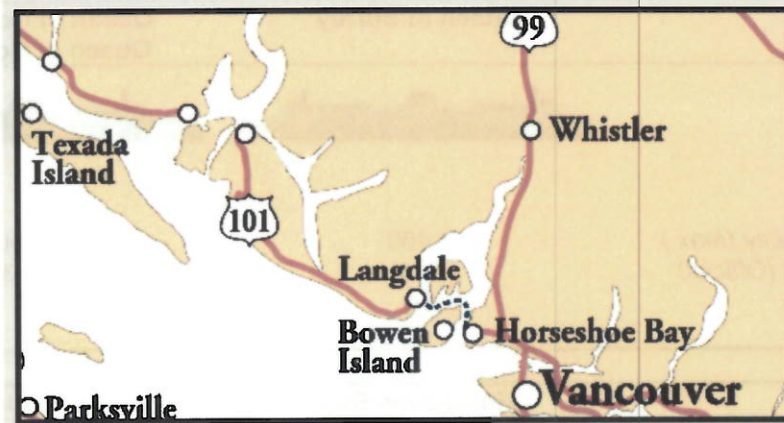 99
Whistler
Texada
Island
101
Langdale
Bowen
Island
Horseshoe Bay
Vancouver
Parksville